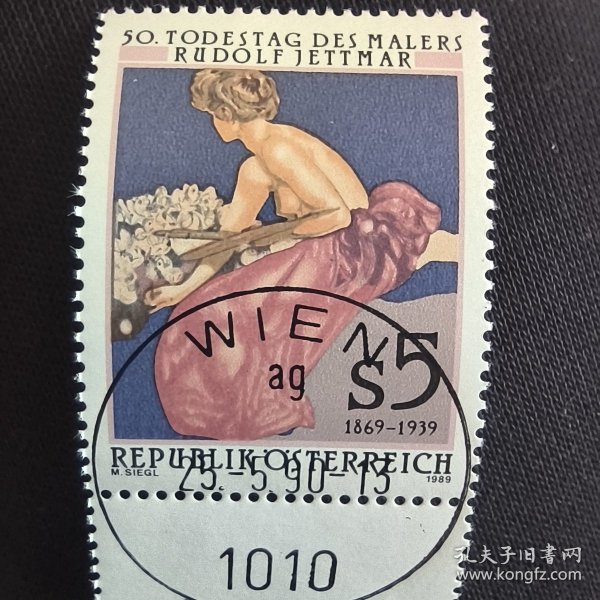 50. TODESTAG DES MALERS
RUDOLF JETTMAR
WIEN
ag
S5
1869-1939
REPUBLIK ÖSTERREICH
M. SIEGL
1989
25.-5.90-13
1010
孔夫子旧书网
www.kongfz.com